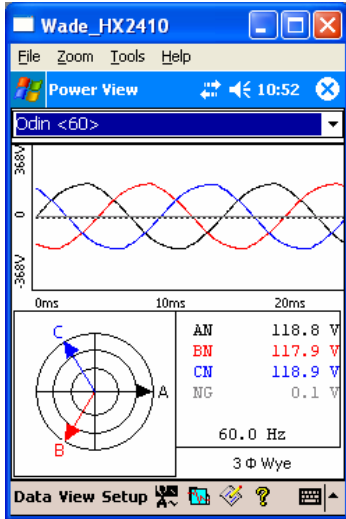 Wade_HX2410
File Zoom Tools Help
Power View 10:52
Odin <60>
368V
0
-368V
0ms 10ms 20ms
C
A
B
AN 118.8 V
BN 117.9 V
CN 118.9 V
NG 0.1 V
60.0 Hz
3 Φ Wye
Data View Setup